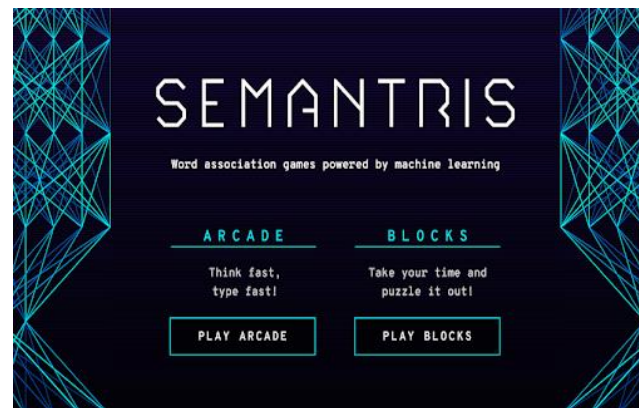 SEMANTRIS
Word association games powered by machine learning
ARCADE
Think fast,
type fast!
PLAY ARCADE
BLOCKS
Take your time and
puzzle it out!
PLAY BLOCKS